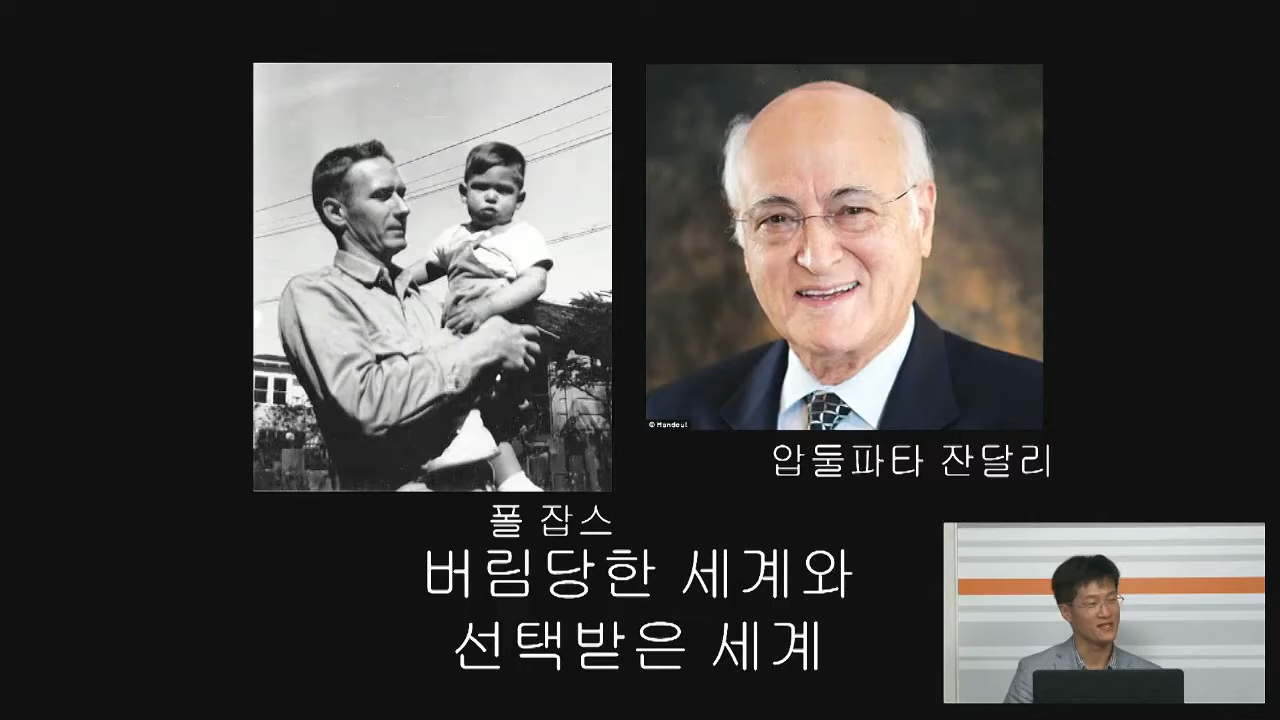 © Handout
압둘파타 잔달리
폴 잡스
버림당한 세계와
선택받은 세계